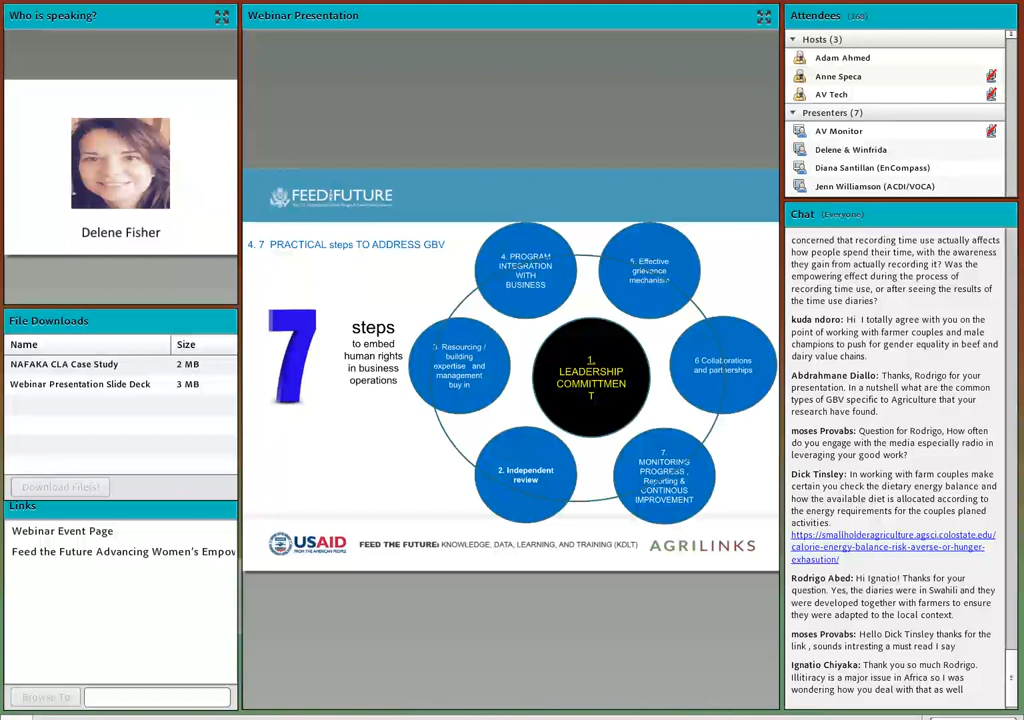 Who is speaking?
Delene Fisher
File Downloads
Name Size
NAFAKA CLA Case Study 2 MB
Webinar Presentation Slide Deck 3 MB
Download File(s)
Links
Webinar Event Page
Feed the Future Advancing Women's Empov
Browse To
Webinar Presentation
FEED THE FUTURE
4. 7 PRACTICAL steps TO ADDRESS GBV
7
steps
to embed
human rights
in business
operations
1.
LEADERSHIP
COMMITTMEN
T
2. Independent
review
3. Resourcing /
building
expertise and
management
buy in
4. PROGRAM
INTEGRATION
WITH
BUSINESS
5. Effective
grievance
mechanism
6 Collaborations
and partnerships
7.
MONITORING
PROGRESS ,
Reporting &
CONTINOUS
IMPROVEMENT
USAID
FROM THE AMERICAN PEOPLE
FEED THE FUTURE: KNOWLEDGE, DATA, LEARNING, AND TRAINING (KDLT)
AGRILINKS
Attendees (168)
Hosts (3)
Adam Ahmed
Anne Speca
AV Tech
Presenters (7)
AV Monitor
Delene & Winfrida
Diana Santillan (EnCompass)
Jenn Williamson (ACDI/VOCA)
Chat (Everyone)
concerned that recording time use actually affects
how people spend their time, with the awareness
they gain from actually recording it? Was the
empowering effect during the process of
recording time use, or after seeing the results of
the time use diaries?
kuda ndoro: Hi I totally agree with you on the
point of working with farmer couples and male
champions to push for gender equality in beef and
dairy value chains.
Abdrahmane Diallo: Thanks, Rodrigo for your
presentation. In a nutshell what are the common
types of GBV specific to Agriculture that your
research have found.
moses Provabs: Question for Rodrigo, How often
do you engage with the media especially radio in
leveraging your good work?
Dick Tinsley: In working with farm couples make
certain you check the dietary energy balance and
how the available diet is allocated according to
the energy requirements for the couples planed
activities.
https://smallholderagriculture.agsci.colostate.edu/
calorie-energy-balance-risk-averse-or-hunger-
exhasution/
Rodrigo Abed: Hi Ignatio! Thanks for your
question. Yes, the diaries were in Swahili and they
were developed together with farmers to ensure
they were adapted to the local context.
moses Provabs: Hello Dick Tinsley thanks for the
link , sounds intresting a must read I say
Ignatio Chiyaka: Thank you so much Rodrigo.
Illitiracy is a major issue in Africa so I was
wondering how you deal with that as well